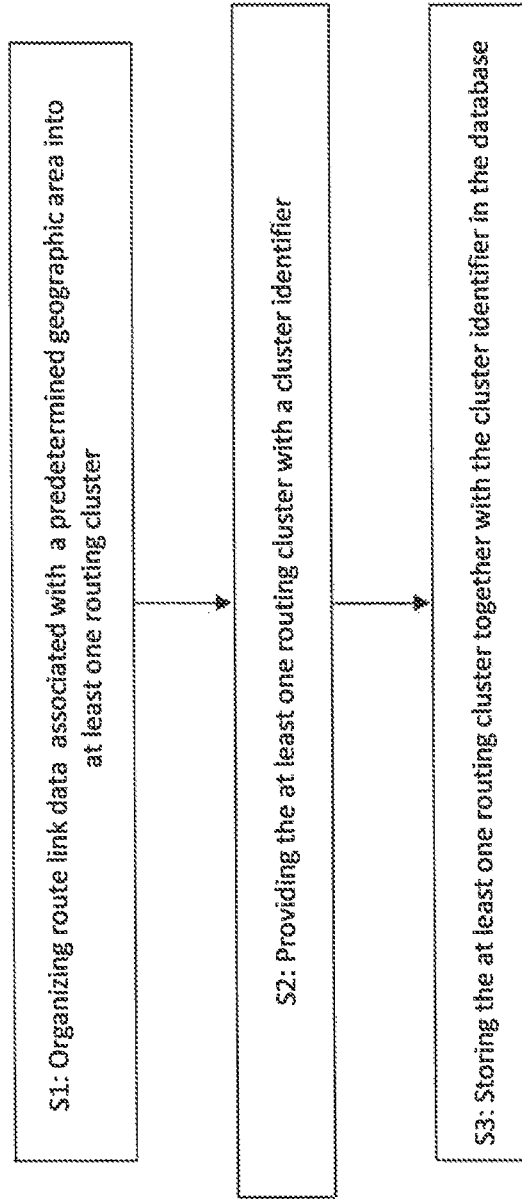 S1: Organizing route link data associated with a predetermined geographic area into
at least one routing cluster
S2: Providing the at least one routing cluster with a cluster identifier
S3: Storing the at least one routing cluster together with the cluster identifier in the database